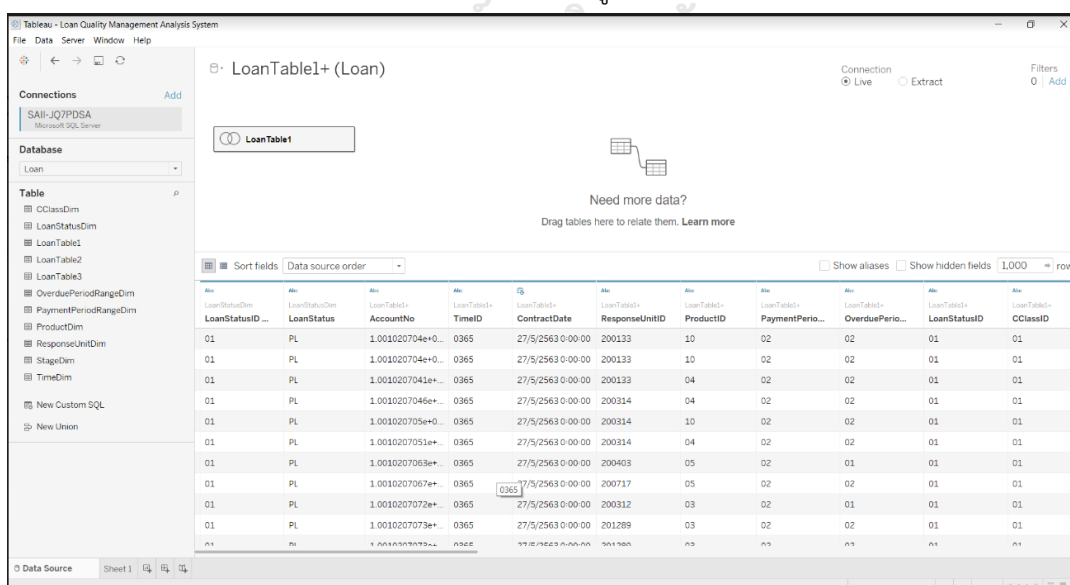 Tableau - Loan Quality Management Analysis System
File Data Server Window Help
LoanTable1+ (Loan)
Connection
Live Extract
Filters
0 Add
Connections Add
SAII-JQ7PDSA
Microsoft SQL Server
Database
Loan
Table
CClassDim
LoanStatusDim
LoanTable1
LoanTable2
LoanTable3
OverduePeriodRangeDim
PaymentPeriodRangeDim
ProductDim
ResponseUnitDim
StageDim
TimeDim
New Custom SQL
New Union
LoanTable1
Need more data?
Drag tables here to relate them. Learn more
Sort fields Data source order Show aliases Show hidden fields 1,000 row
Abc Abc Abc Abc Abc Abc Abc Abc Abc Abc
LoanStatusDim LoanStatusDim LoanTable1+ LoanTable1+ LoanTable1+ LoanTable1+ LoanTable1+ LoanTable1+ LoanTable1+ LoanTable1+ LoanTable1+
LoanStatusID ... LoanStatus AccountNo TimeID ContractDate ResponseUnitID ProductID PaymentPerio... OverduePerio... LoanStatusID CClassID
01 PL 1.001020704e+0... 0365 27/5/2563 0:00:00 200133 10 02 02 01 01
01 PL 1.001020704e+0... 0365 27/5/2563 0:00:00 200133 10 02 02 01 01
01 PL 1.0010207041e+... 0365 27/5/2563 0:00:00 200133 04 02 02 01 01
01 PL 1.0010207046e+... 0365 27/5/2563 0:00:00 200314 04 02 02 01 01
01 PL 1.001020705e+0... 0365 27/5/2563 0:00:00 200314 10 02 02 01 01
01 PL 1.0010207051e+... 0365 27/5/2563 0:00:00 200314 04 02 02 01 01
01 PL 1.0010207063e+... 0365 27/5/2563 0:00:00 200403 05 02 01 01 01
01 PL 1.0010207067e+... 0365 27/5/2563 0:00:00 200717 05 02 02 01 01
0365
01 PL 1.0010207072e+... 0365 27/5/2563 0:00:00 200312 03 02 01 01 01
01 PL 1.0010207073e+... 0365 27/5/2563 0:00:00 201289 03 02 02 01 01
Data Source Sheet 1